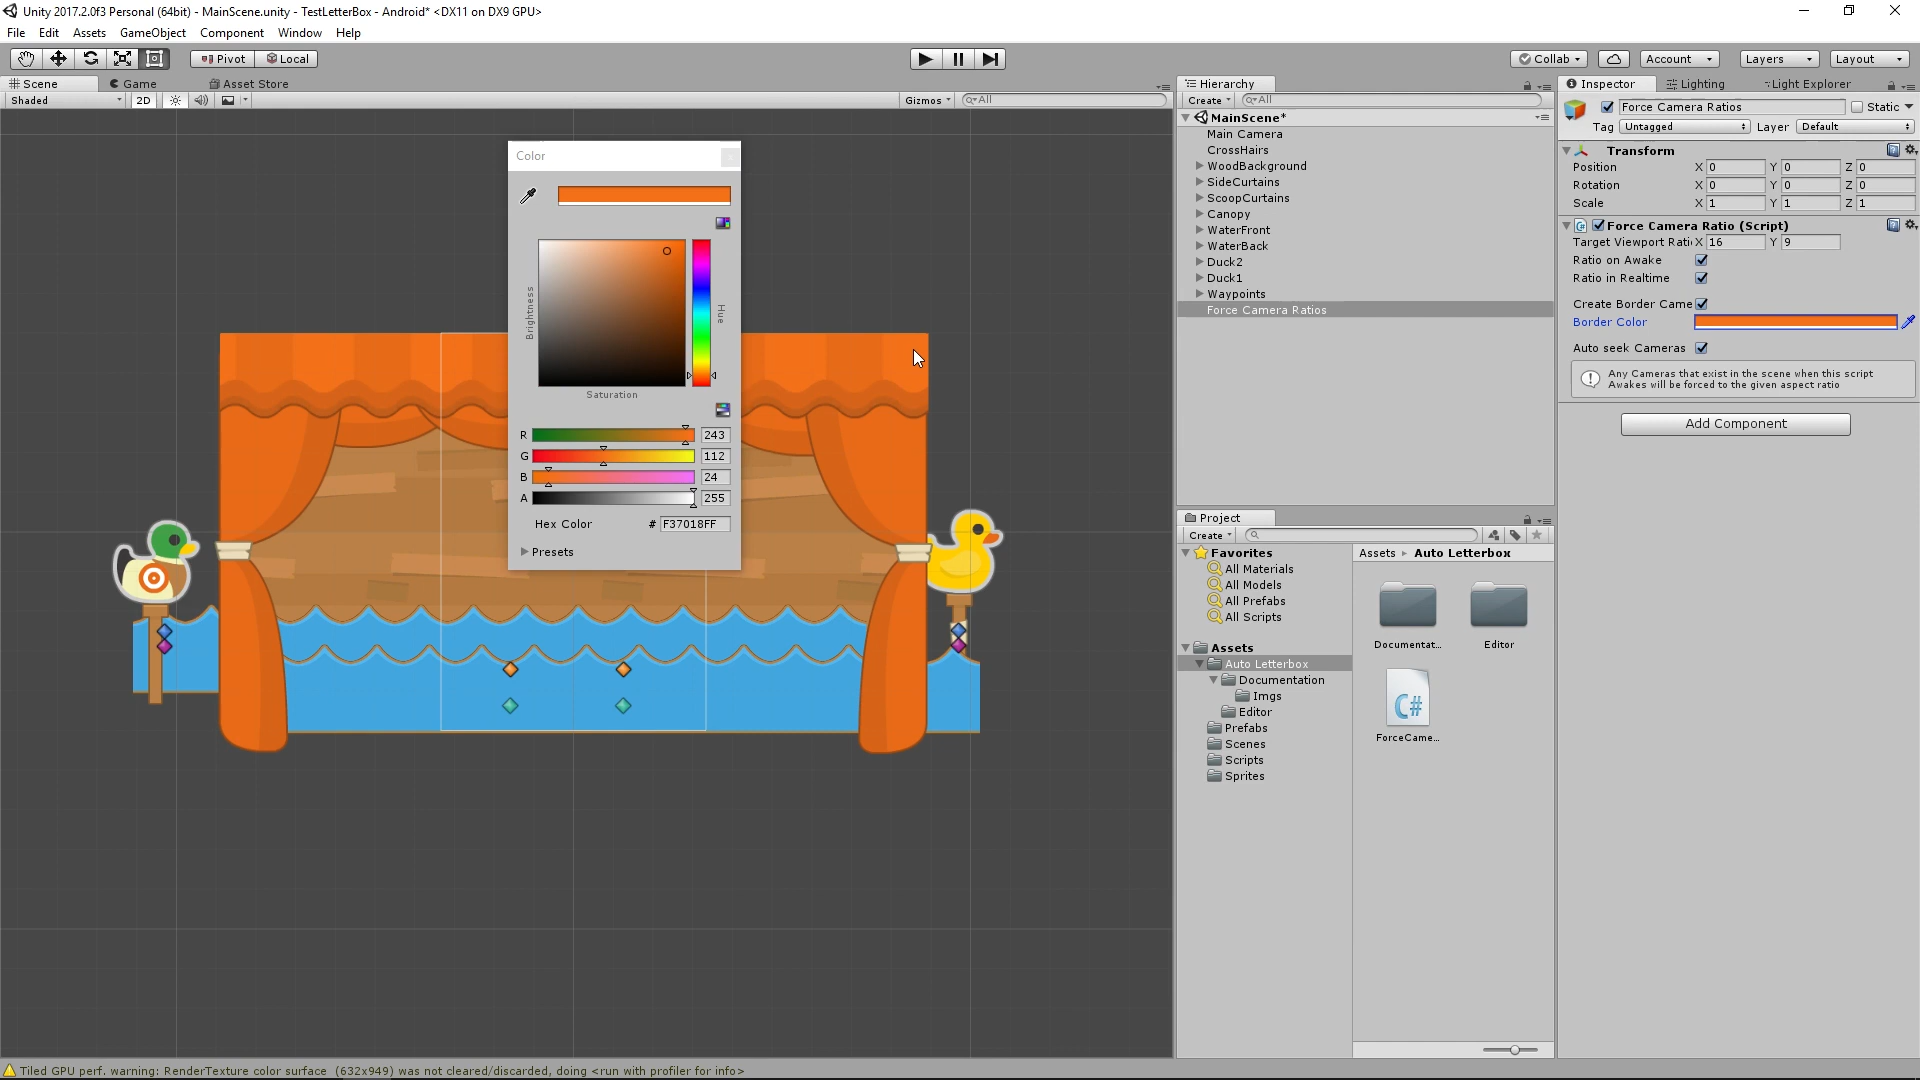 Unity 2017.2.0f3 Personal (64bit) - MainScene.unity - TestLetterBox - Android* <DX11 on DX9 GPU>
File Edit Assets GameObject Component Window Help
Pivot Local Collab Account Layers Layout
Scene Game Asset Store
Shaded 2D Gizmos All
Color
Brightness
Hue
Saturation
R 243
G 112
B 24
A 255
Hex Color # F37018FF
Presets
Hierarchy
Create All
MainScene*
Main Camera
CrossHairs
WoodBackground
SideCurtains
ScoopCurtains
Canopy
WaterFront
WaterBack
Duck2
Duck1
Waypoints
Force Camera Ratios
Project
Create
Favorites
All Materials
All Models
All Prefabs
All Scripts
Assets
Auto Letterbox
Documentation
Imgs
Editor
Prefabs
Scenes
Scripts
Sprites
Assets Auto Letterbox
Documentat... Editor
C#
ForceCame...
Inspector Lighting Light Explorer
Force Camera Ratios Static
Tag Untagged Layer Default
Transform
Position X 0 Y 0 Z 0
Rotation X 0 Y 0 Z 0
Scale X 1 Y 1 Z 1
Force Camera Ratio (Script)
Target Viewport Rati X 16 Y 9
Ratio on Awake
Ratio in Realtime
Create Border Came
Border Color
Auto seek Cameras
Any Cameras that exist in the scene when this script
Awakes will be forced to the given aspect ratio
Add Component
Tiled GPU perf. warning: RenderTexture color surface (632x949) was not cleared/discarded, doing <run with profiler for info>